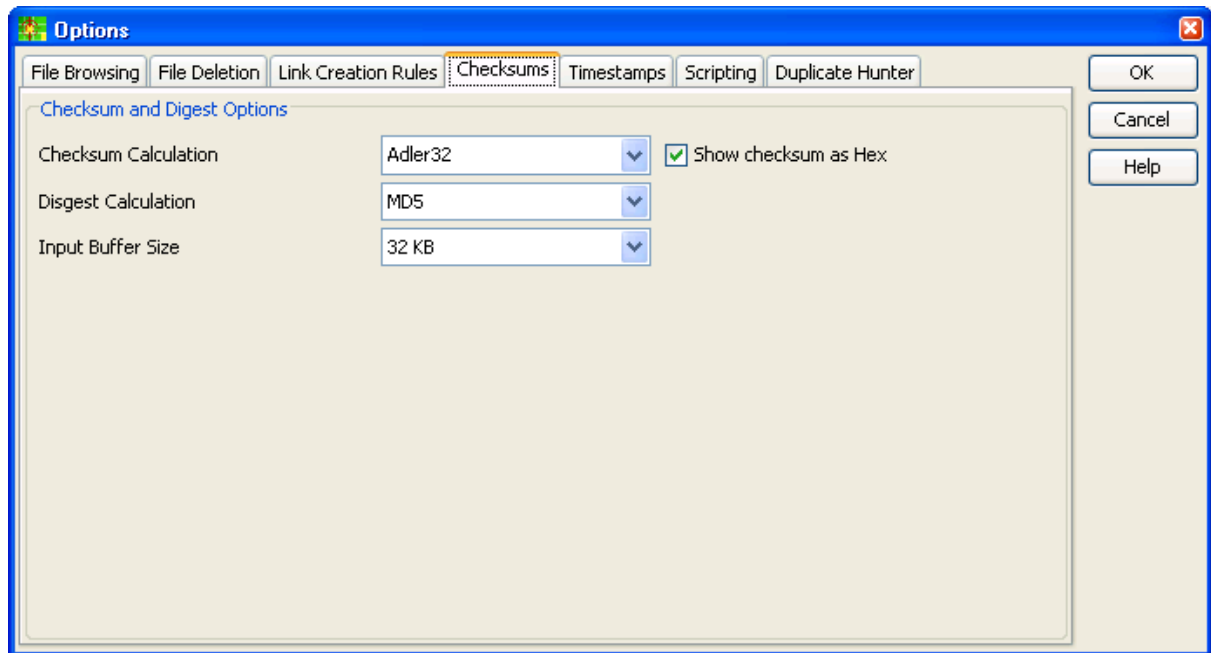 Options
File Browsing File Deletion Link Creation Rules Checksums Timestamps Scripting Duplicate Hunter
OK
Checksum and Digest Options
Cancel
Checksum Calculation Adler32 Show checksum as Hex
Help
Disgest Calculation MD5
Input Buffer Size 32 KB